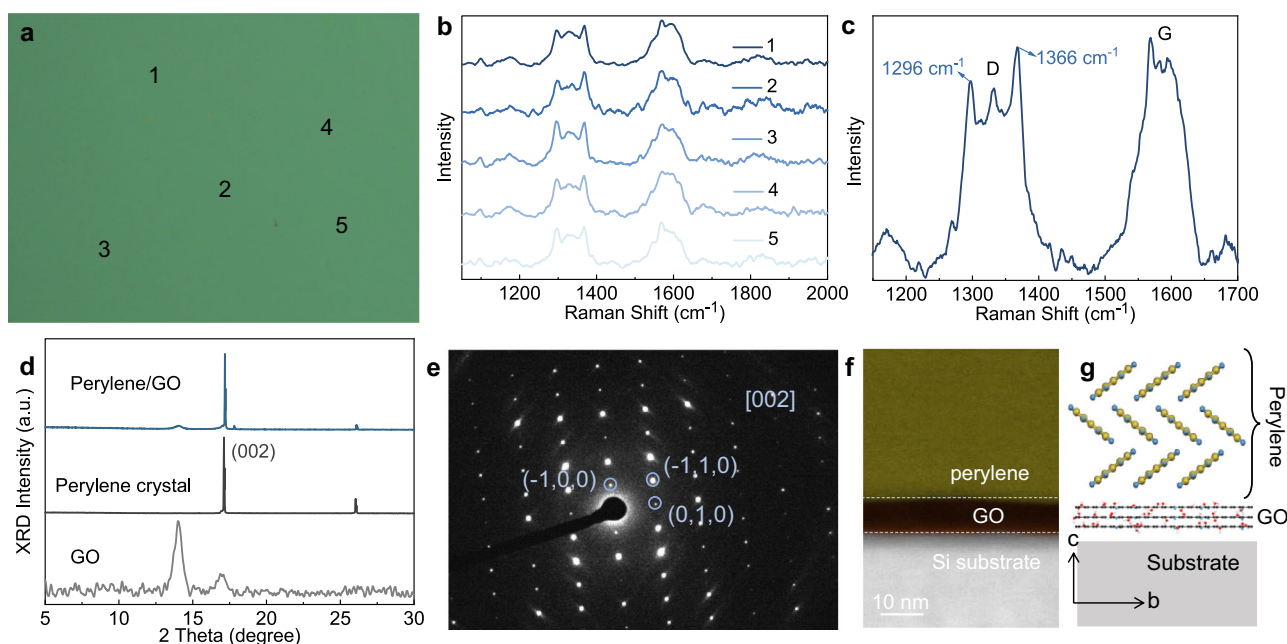 a
1
4
2
5
3
b
1
2
3
4
5
Intensity
1200 1400 1600 1800 2000
Raman Shift (cm⁻¹)
c
G
1296 cm⁻¹
D
1366 cm⁻¹
Intensity
1200 1300 1400 1500 1600 1700
Raman Shift (cm⁻¹)
d
Perylene/GO
(002)
Perylene crystal
GO
XRD Intensity (a.u.)
5 10 15 20 25 30
2 Theta (degree)
e
[002]
(-1,0,0)
(-1,1,0)
(0,1,0)
f
perylene
GO
Si substrate
10 nm
g
Perylene
GO
c
Substrate
b